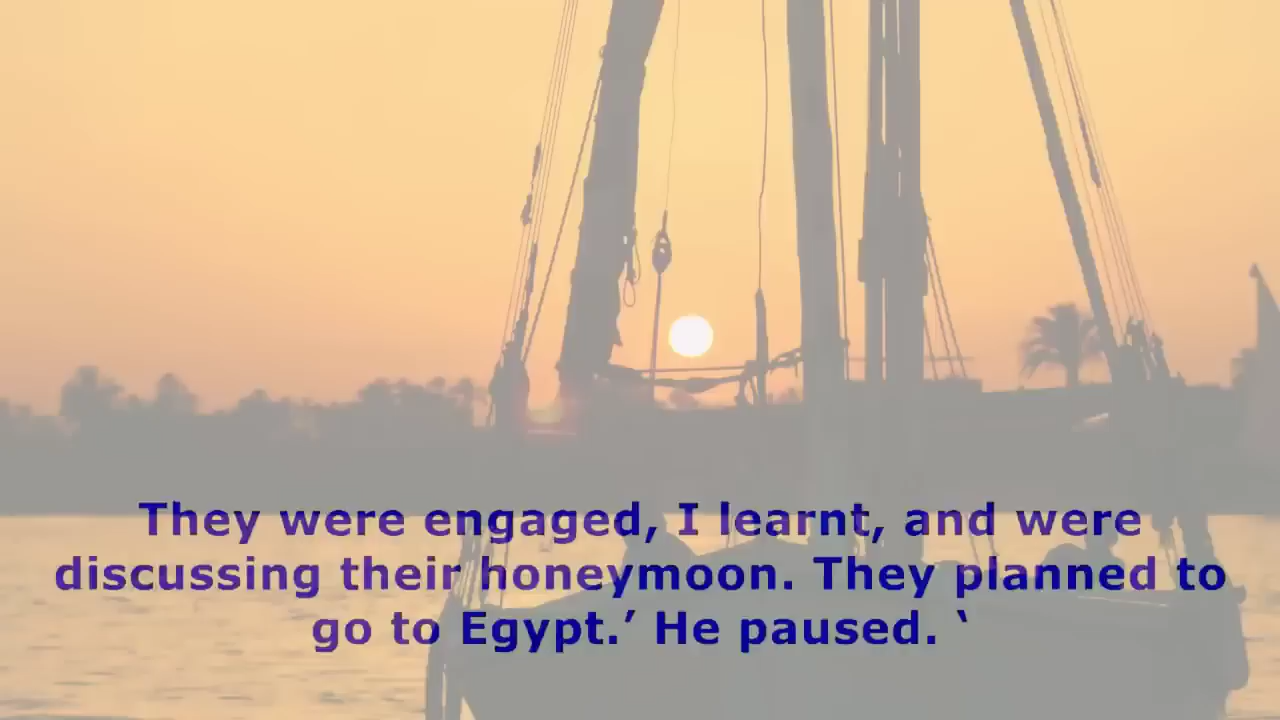 They were engaged, I learnt, and were
discussing their honeymoon. They planned to
go to Egypt.’ He paused. ‘